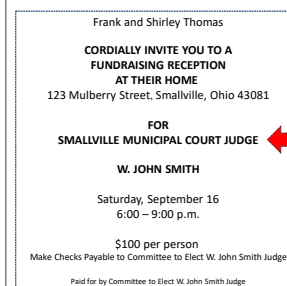 Frank and Shirley Thomas
CORDIALLY INVITE YOU TO A
FUNDRAISING RECEPTION
AT THEIR HOME
123 Mulberry Street, Smallville, Ohio 43081
FOR
SMALLVILLE MUNICIPAL COURT JUDGE
W. JOHN SMITH
Saturday, September 16
6:00 – 9:00 p.m.
$100 per person
Make Checks Payable to Committee to Elect W. John Smith Judge
Paid for by Committee to Elect W. John Smith Judge